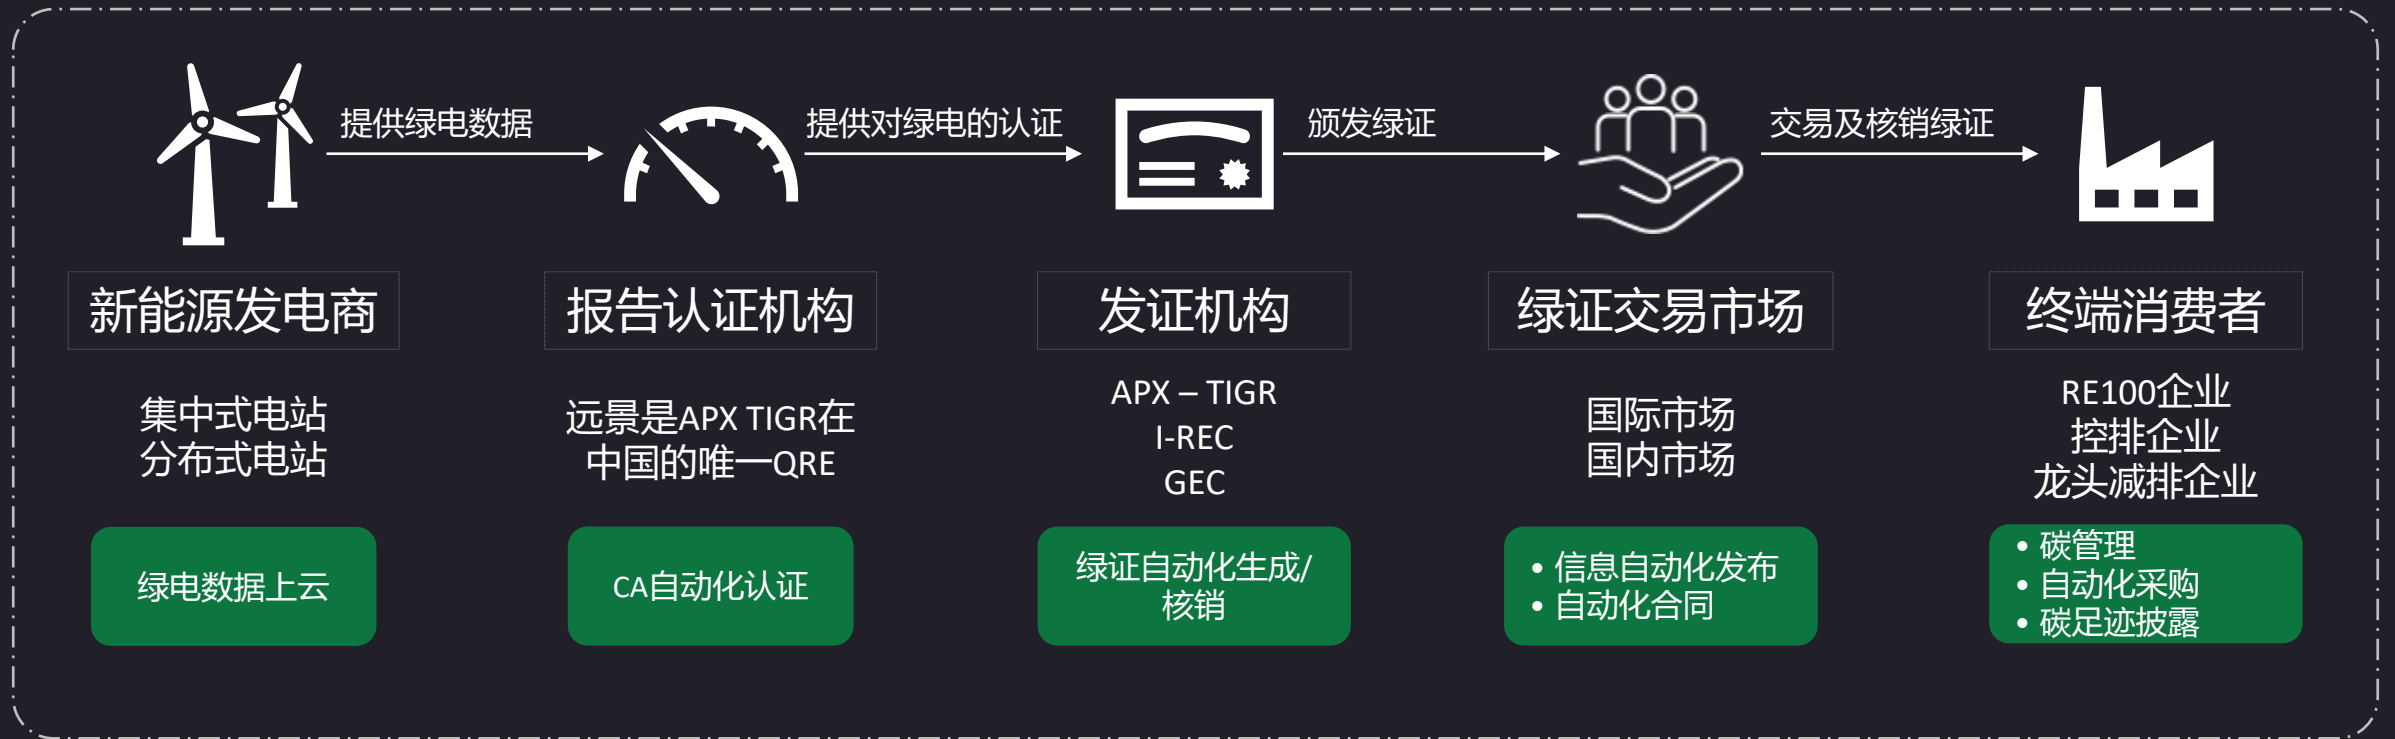 提供绿电数据
提供对绿电的认证
颁发绿证
交易及核销绿证
新能源发电商
报告认证机构
发证机构
绿证交易市场
终端消费者
集中式电站
分布式电站
远景是APX TIGR在
中国的唯一QRE
APX – TIGR
I-REC
GEC
国际市场
国内市场
RE100企业
控排企业
龙头减排企业
绿电数据上云
CA自动化认证
绿证自动化生成/
核销
• 信息自动化发布
• 自动化合同
• 碳管理
• 自动化采购
• 碳足迹披露